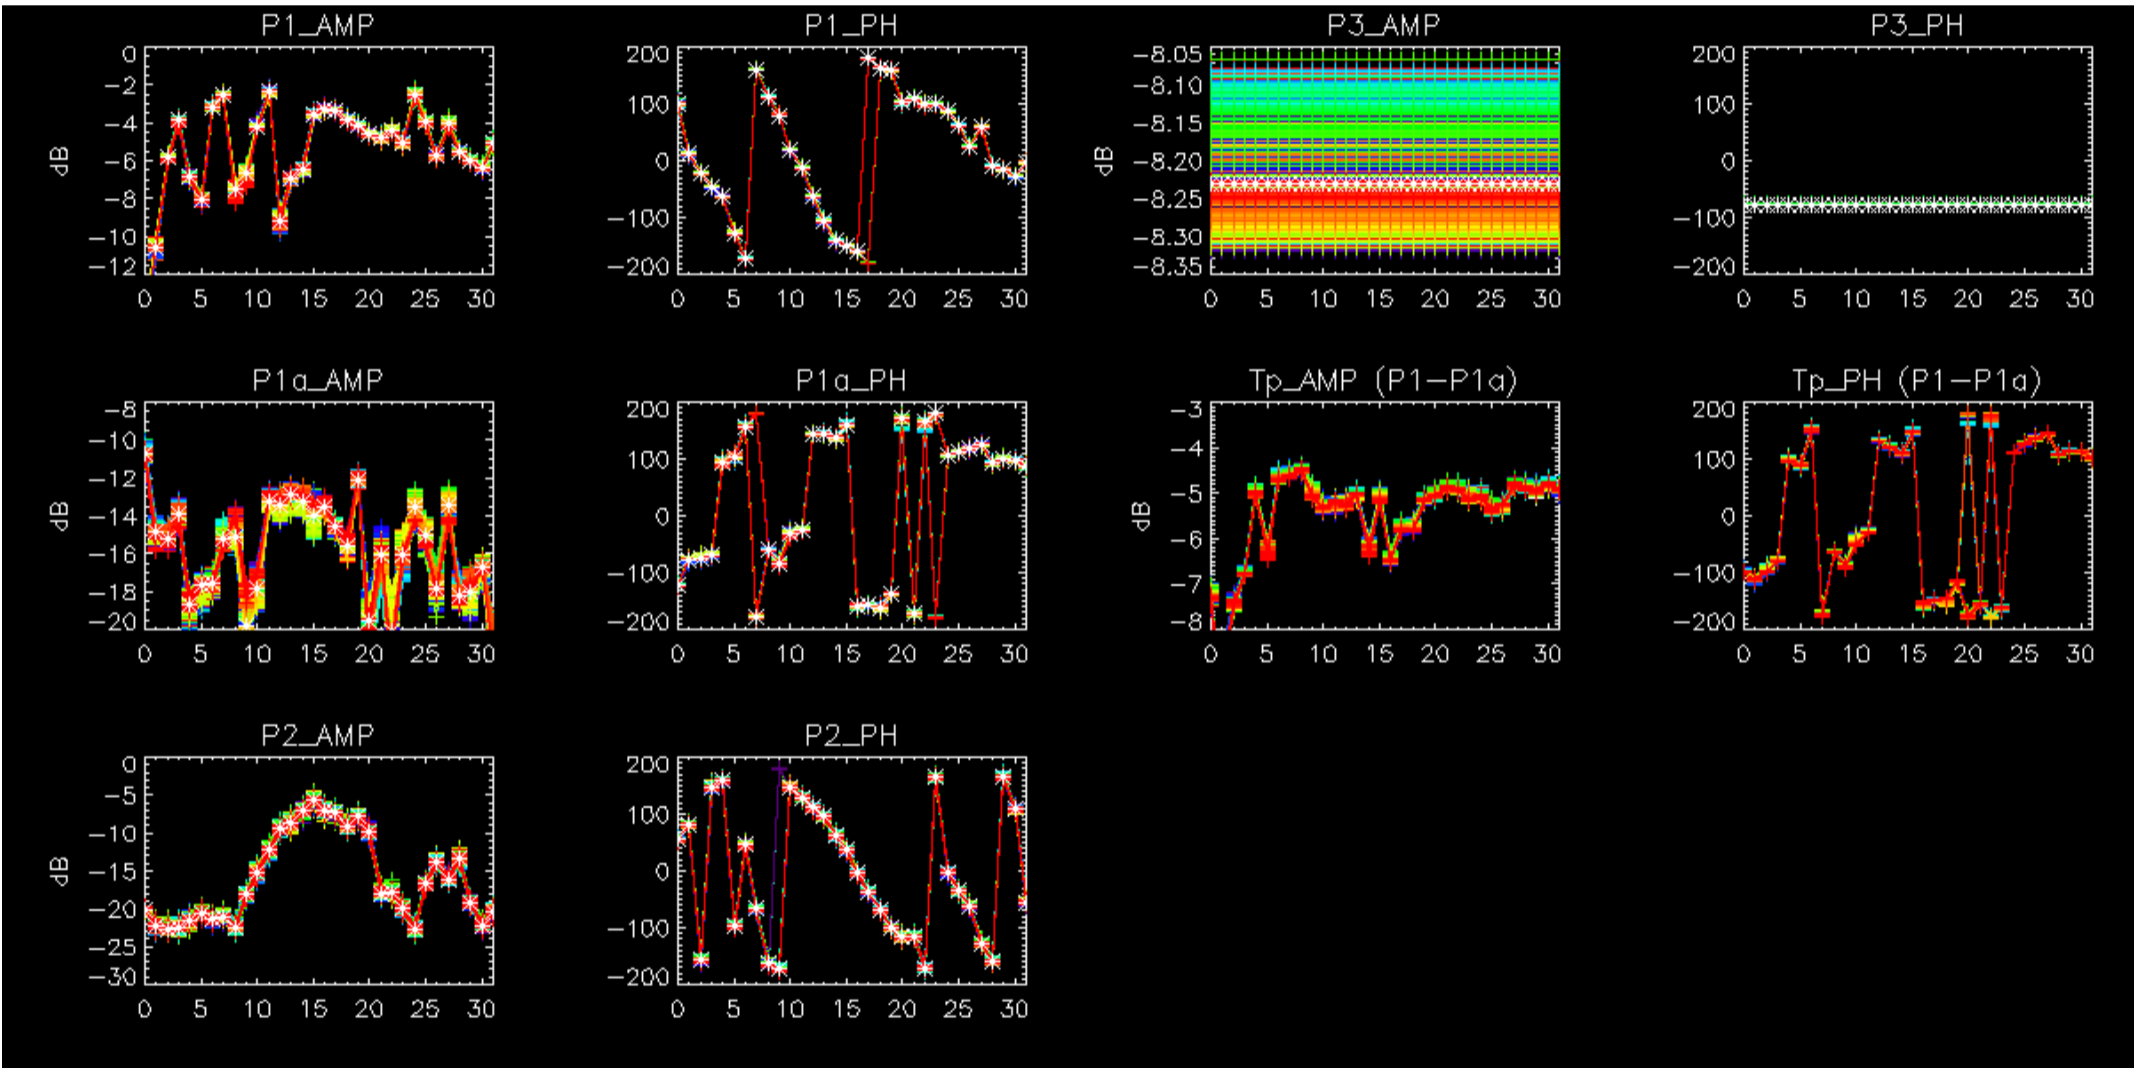 P1_AMP
dB
0
-2
-4
-6
-8
-10
-12
0 5 10 15 20 25 30
P1_PH
200
100
0
-100
-200
0 5 10 15 20 25 30
P3_AMP
dB
-8.05
-8.10
-8.15
-8.20
-8.25
-8.30
-8.35
0 5 10 15 20 25 30
P3_PH
200
100
0
-100
-200
0 5 10 15 20 25 30
P1a_AMP
dB
-8
-10
-12
-14
-16
-18
-20
0 5 10 15 20 25 30
P1a_PH
200
100
0
-100
-200
0 5 10 15 20 25 30
Tp_AMP (P1-P1a)
dB
-3
-4
-5
-6
-7
-8
0 5 10 15 20 25 30
Tp_PH (P1-P1a)
200
100
0
-100
-200
0 5 10 15 20 25 30
P2_AMP
dB
0
-5
-10
-15
-20
-25
-30
0 5 10 15 20 25 30
P2_PH
200
100
0
-100
-200
0 5 10 15 20 25 30